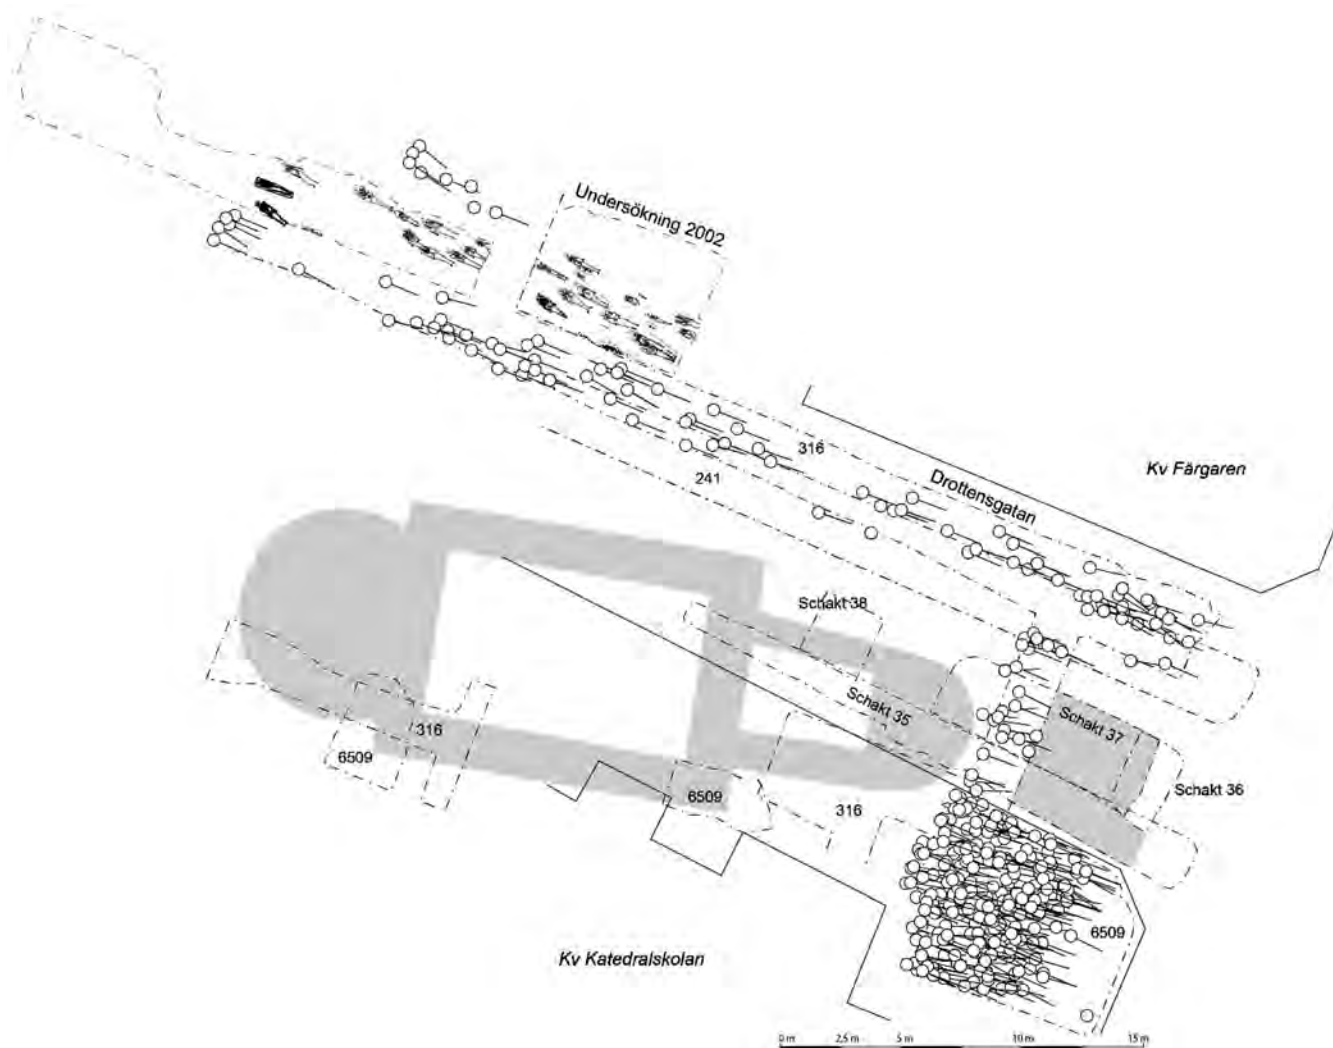 Undersökning 2002
Kv Färgaren
316
Drottensgatan
241
Schakt 38
Schakt 35
Schakt 37
316
6509
Schakt 36
6509
316
6509
Kv Katedralskolan
0 m 2,5 m 5 m 10 m 15 m